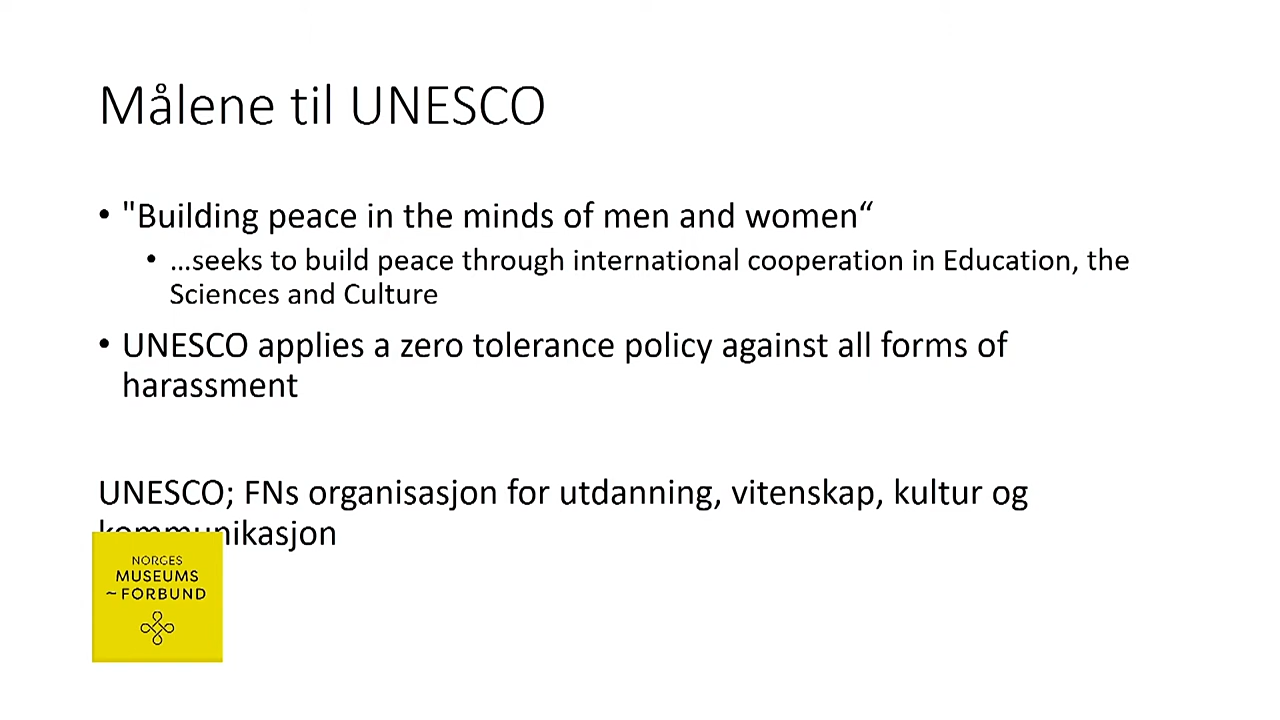 Målene til UNESCO
• "Building peace in the minds of men and women“
• …seeks to build peace through international cooperation in Education, the
Sciences and Culture
• UNESCO applies a zero tolerance policy against all forms of
harassment
UNESCO; FNs organisasjon for utdanning, vitenskap, kultur og
kommunikasjon
NORGES
MUSEUMS
~FORBUND